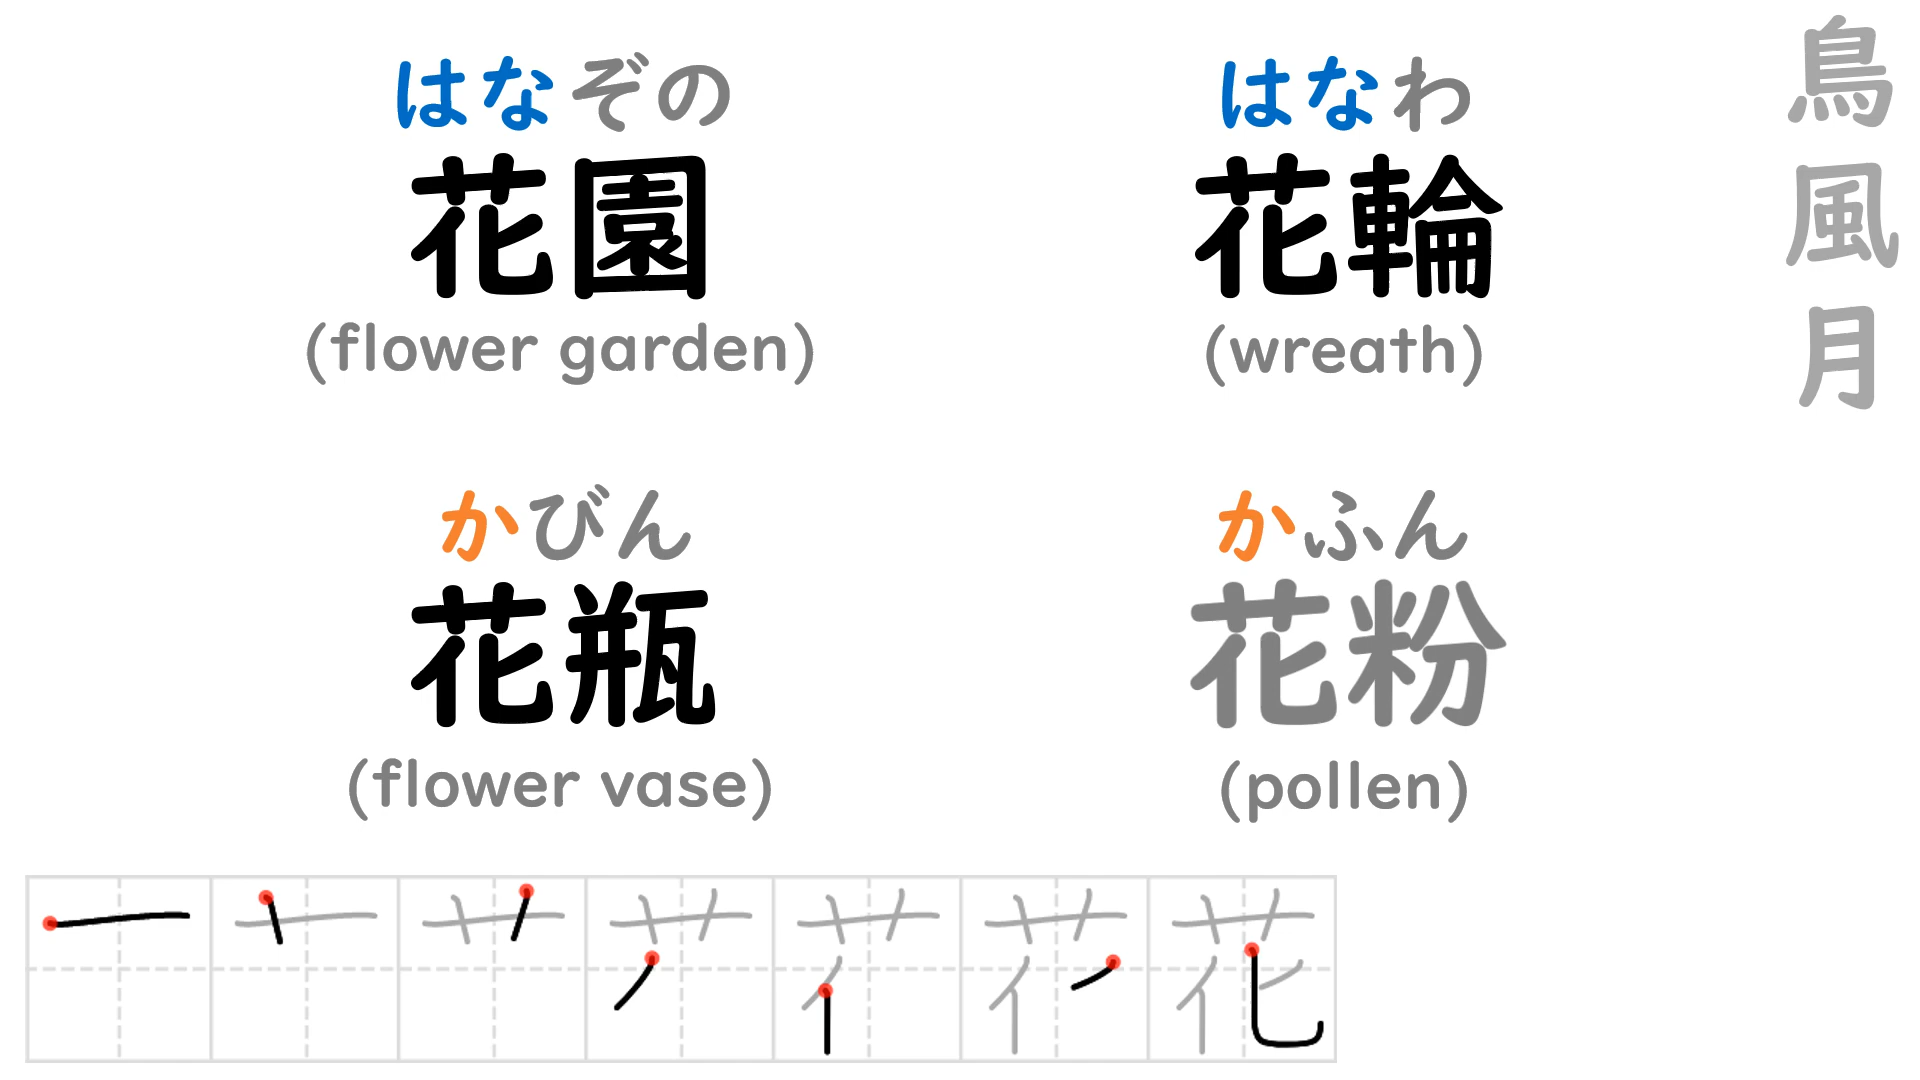 はなぞの
花園
(flower garden)
はなわ
花輪
(wreath)
かびん
花瓶
(flower vase)
かふん
花粉
(pollen)
鳥風月
花